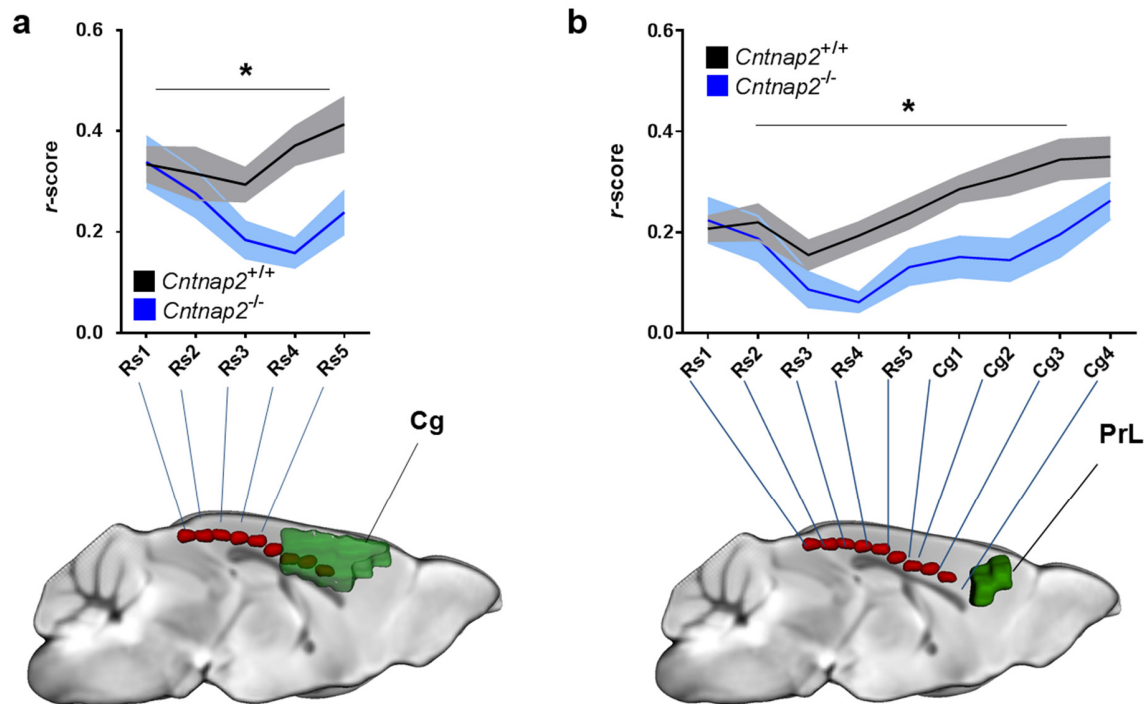 a
0.6
0.4
0.2
0.0
r-score
*
Cntnap2+/+
Cntnap2-/-
Rs1 Rs2 Rs3 Rs4 Rs5
Cg
b
0.6
0.4
0.2
0.0
r-score
Cntnap2+/+
Cntnap2-/-
*
Rs1 Rs2 Rs3 Rs4 Rs5 Cg1 Cg2 Cg3 Cg4
PrL